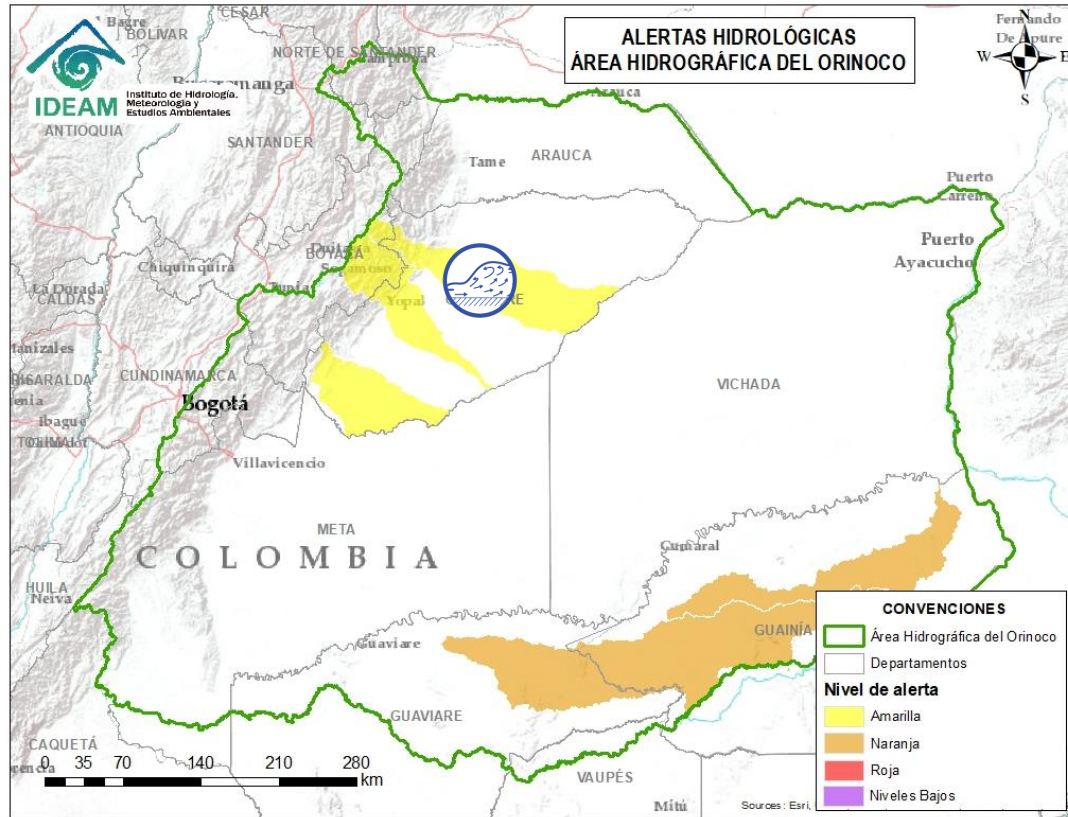 ALERTAS HIDROLÓGICAS
ÁREA HIDROGRÁFICA DEL ORINOCO
IDEAM
Instituto de Hidrología,
Meteorología y
Estudios Ambientales
N
W
E
S
Bagre
BOLÍVAR
CESAR
NORTE DE SANTANDER
Fernando
De Apure
ANTIOQUIA
SANTANDER
Arauca
Tame
ARAUCA
Puerto
Carreño
Puerto
Ayacucho
BOYACÁ
Sogamoso
Chiquinquirá
Tunja
Yopal
La Dorada
CALDAS
CUNDINAMARCA
Bogotá
VICHADA
Ibague
Villavicencio
META
COLOMBIA
Cumaral
HUILA
Neiva
Guaviare
GUAINÍA
GUAVIARE
CAQUETÁ
VAUPÉS
Mitú
0 35 70 140 210 280
km
CONVENCIONES
Área Hidrográfica del Orinoco
Departamentos
Nivel de alerta
Amarilla
Naranja
Roja
Niveles Bajos
Sources: Esri,